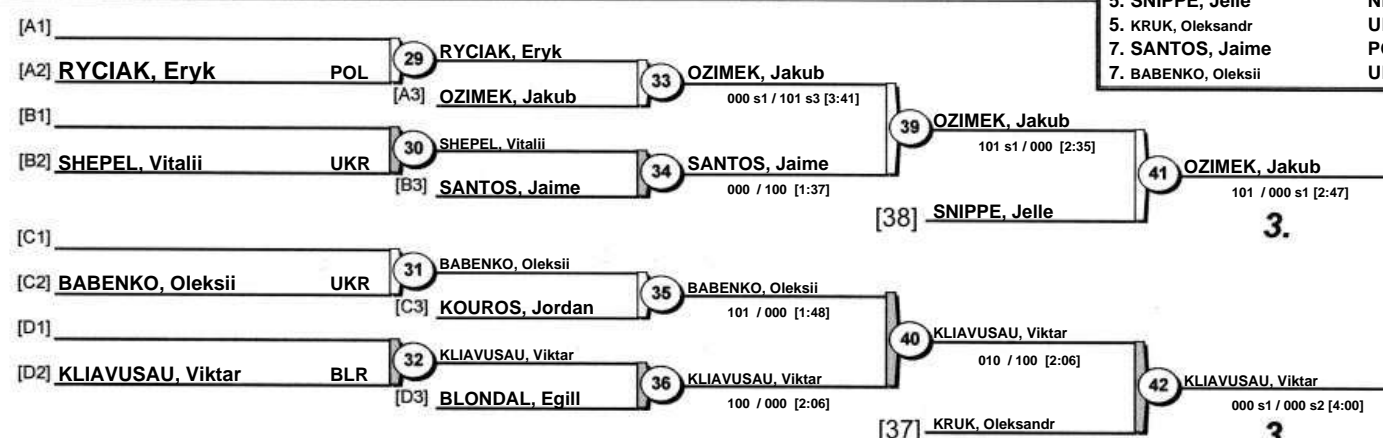 5. SNIPPE, Jelle
5. KRUK, Oleksandr
7. SANTOS, Jaime
7. BABENKO, Oleksii
[A1]
[A2] RYCIAK, Eryk POL
29
RYCIAK, Eryk
[A3] OZIMEK, Jakub
33
OZIMEK, Jakub
000 s1 / 101 s3 [3:41]
[B1]
[B2] SHEPEL, Vitalii UKR
30
SHEPEL, Vitalii
[B3] SANTOS, Jaime
34
SANTOS, Jaime
000 / 100 [1:37]
39
OZIMEK, Jakub
101 s1 / 000 [2:35]
[38] SNIPPE, Jelle
41
OZIMEK, Jakub
101 / 000 s1 [2:47]
3.
[C1]
[C2] BABENKO, Oleksii UKR
31
BABENKO, Oleksii
[C3] KOUROS, Jordan
35
BABENKO, Oleksii
101 / 000 [1:48]
[D1]
[D2] KLIAVUSAU, Viktar BLR
32
KLIAVUSAU, Viktar
[D3] BLONDAL, Egill
36
KLIAVUSAU, Viktar
100 / 000 [2:06]
40
KLIAVUSAU, Viktar
010 / 100 [2:06]
[37] KRUK, Oleksandr
42
KLIAVUSAU, Viktar
000 s1 / 000 s2 [4:00]
3